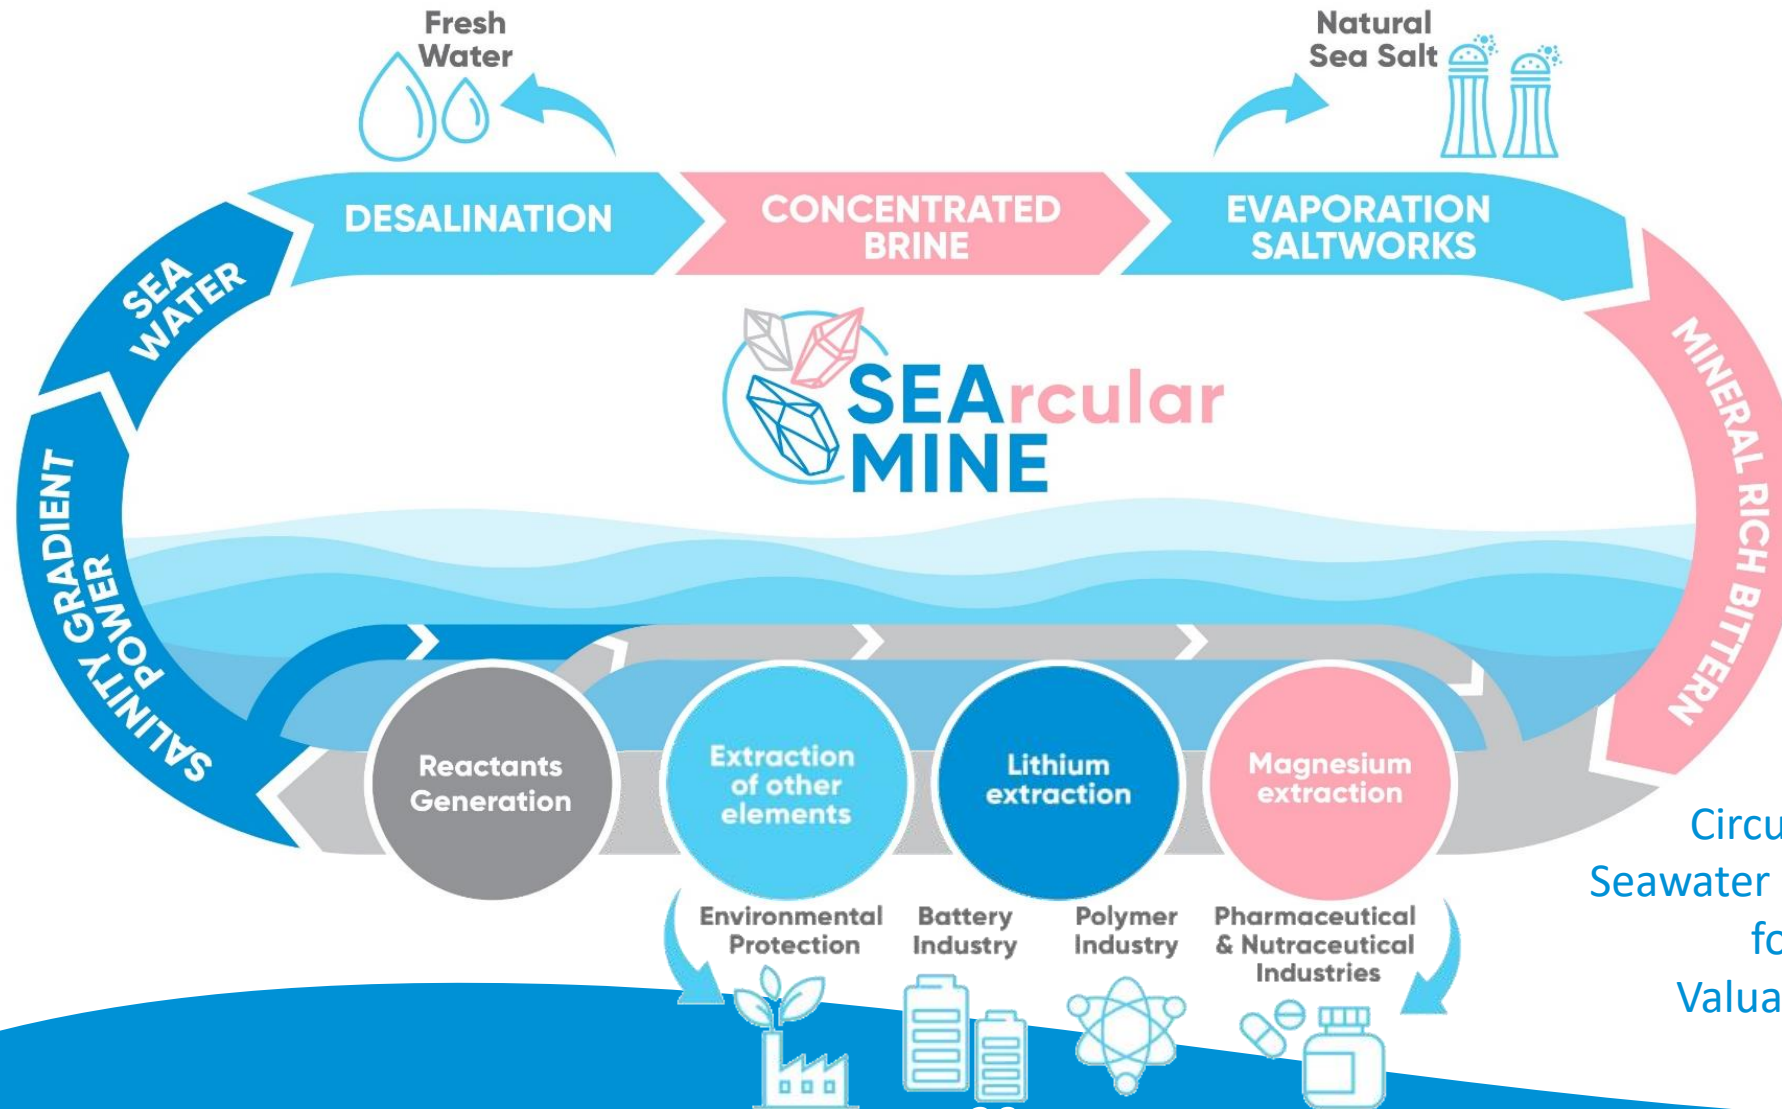 Fresh
Water
Natural
Sea Salt
DESALINATION
CONCENTRATED
BRINE
EVAPORATION
SALTWORKS
SEA
WATER
MINERAL RICH BITTERN
SEArcular
MINE
SALINITY GRADIENT
POWER
Reactants
Generation
Extraction
of other
elements
Lithium
extraction
Magnesium
extraction
Environmental
Protection
Battery
Industry
Polymer
Industry
Pharmaceutical
& Nutraceutical
Industries
Seawater